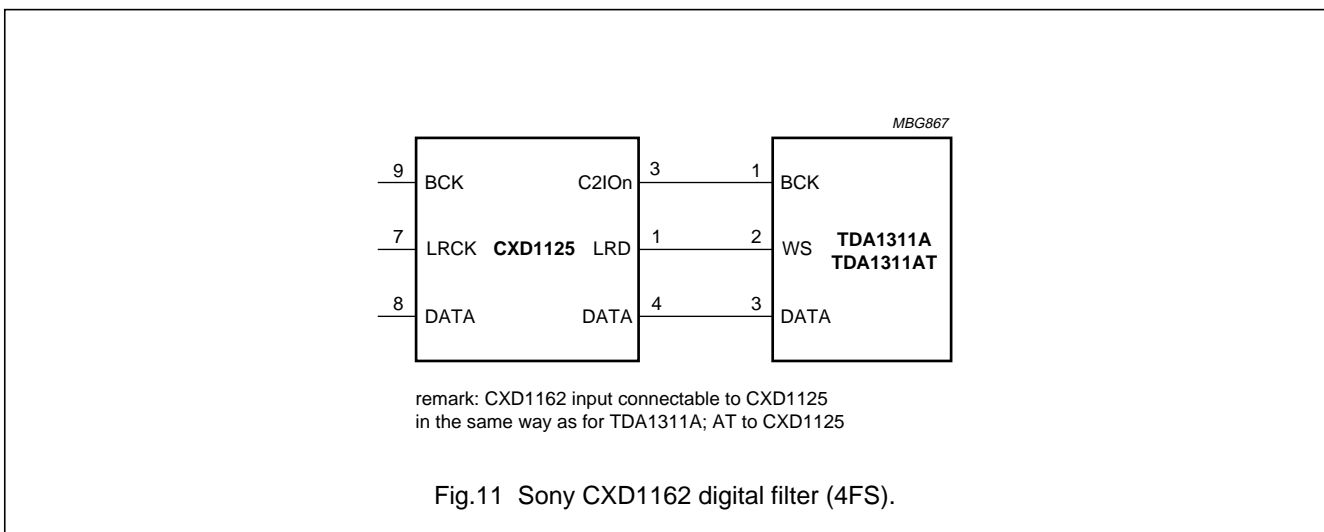 MBG867
9 BCK C2IOn 3 1 BCK
7 LRCK CXD1125 LRD 1 2 WS TDA1311A
TDA1311AT
8 DATA DATA 4 3 DATA
remark: CXD1162 input connectable to CXD1125
in the same way as for TDA1311A; AT to CXD1125
Fig.11 Sony CXD1162 digital filter (4FS).